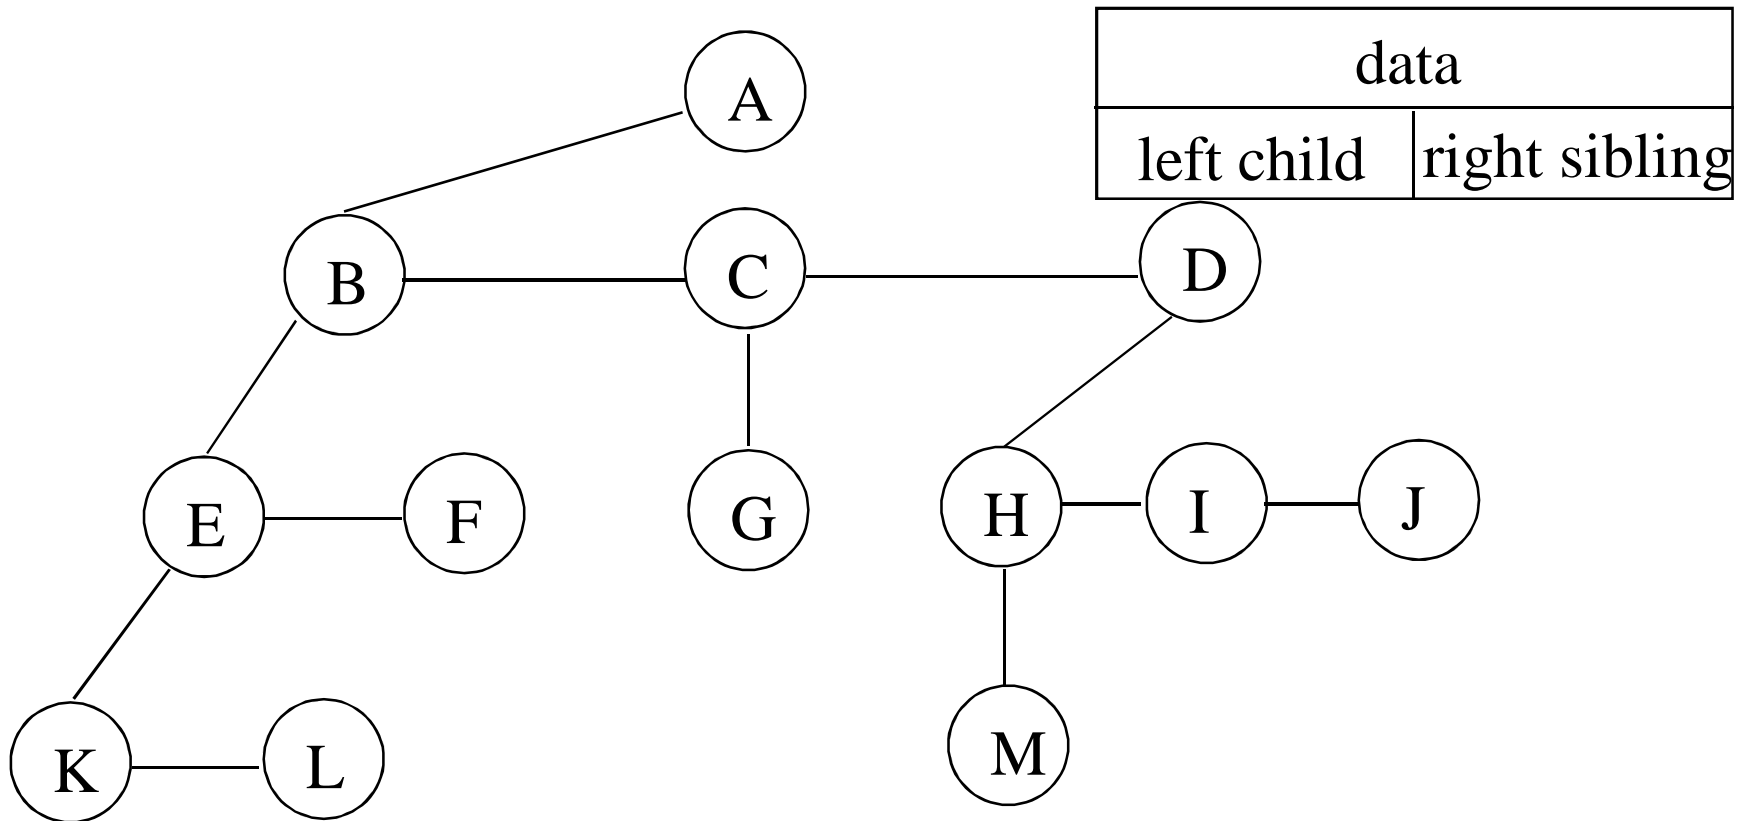 A
data
left child right sibling
B C D
E F G H I J
K L M